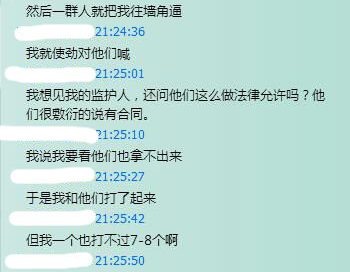 然后一群人就把我往墙角逼
21:24:36
我就使劲对他们喊
21:25:01
我想见我的监护人，还问他们这么做法律允许吗？他
们很敷衍的说有合同。
21:25:10
我说我要看他们也拿不出来
21:25:27
于是我和他们打了起来
21:25:42
但我一个也打不过7-8个啊
21:25:50